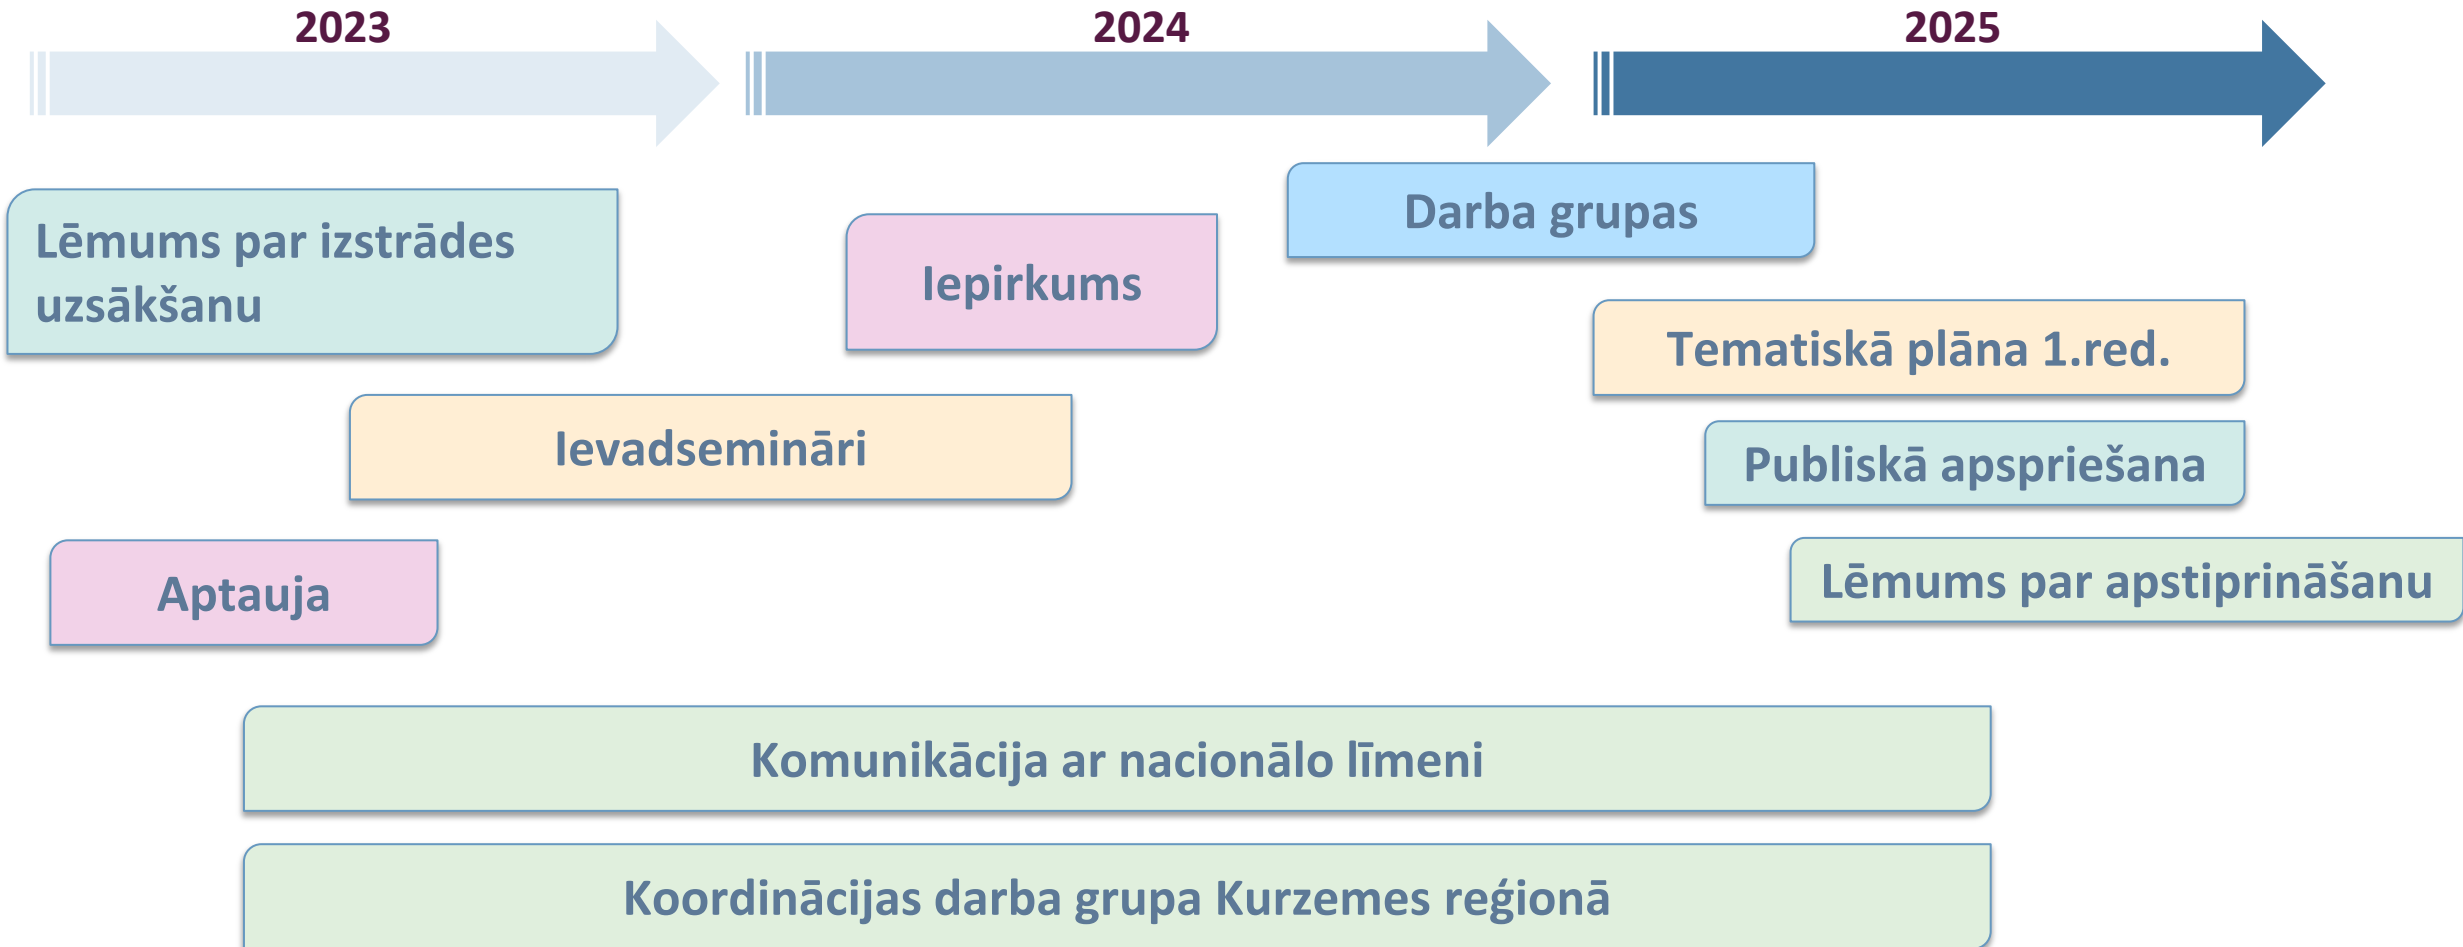 2023
2024
2025
Lēmums par izstrādes
uzsākšanu
Iepirkums
Darba grupas
Tematiskā plāna 1.red.
Ievadsemināri
Publiskā apspriešana
Aptauja
Lēmums par apstiprināšanu
Komunikācija ar nacionālo līmeni
Koordinācijas darba grupa Kurzemes reģionā